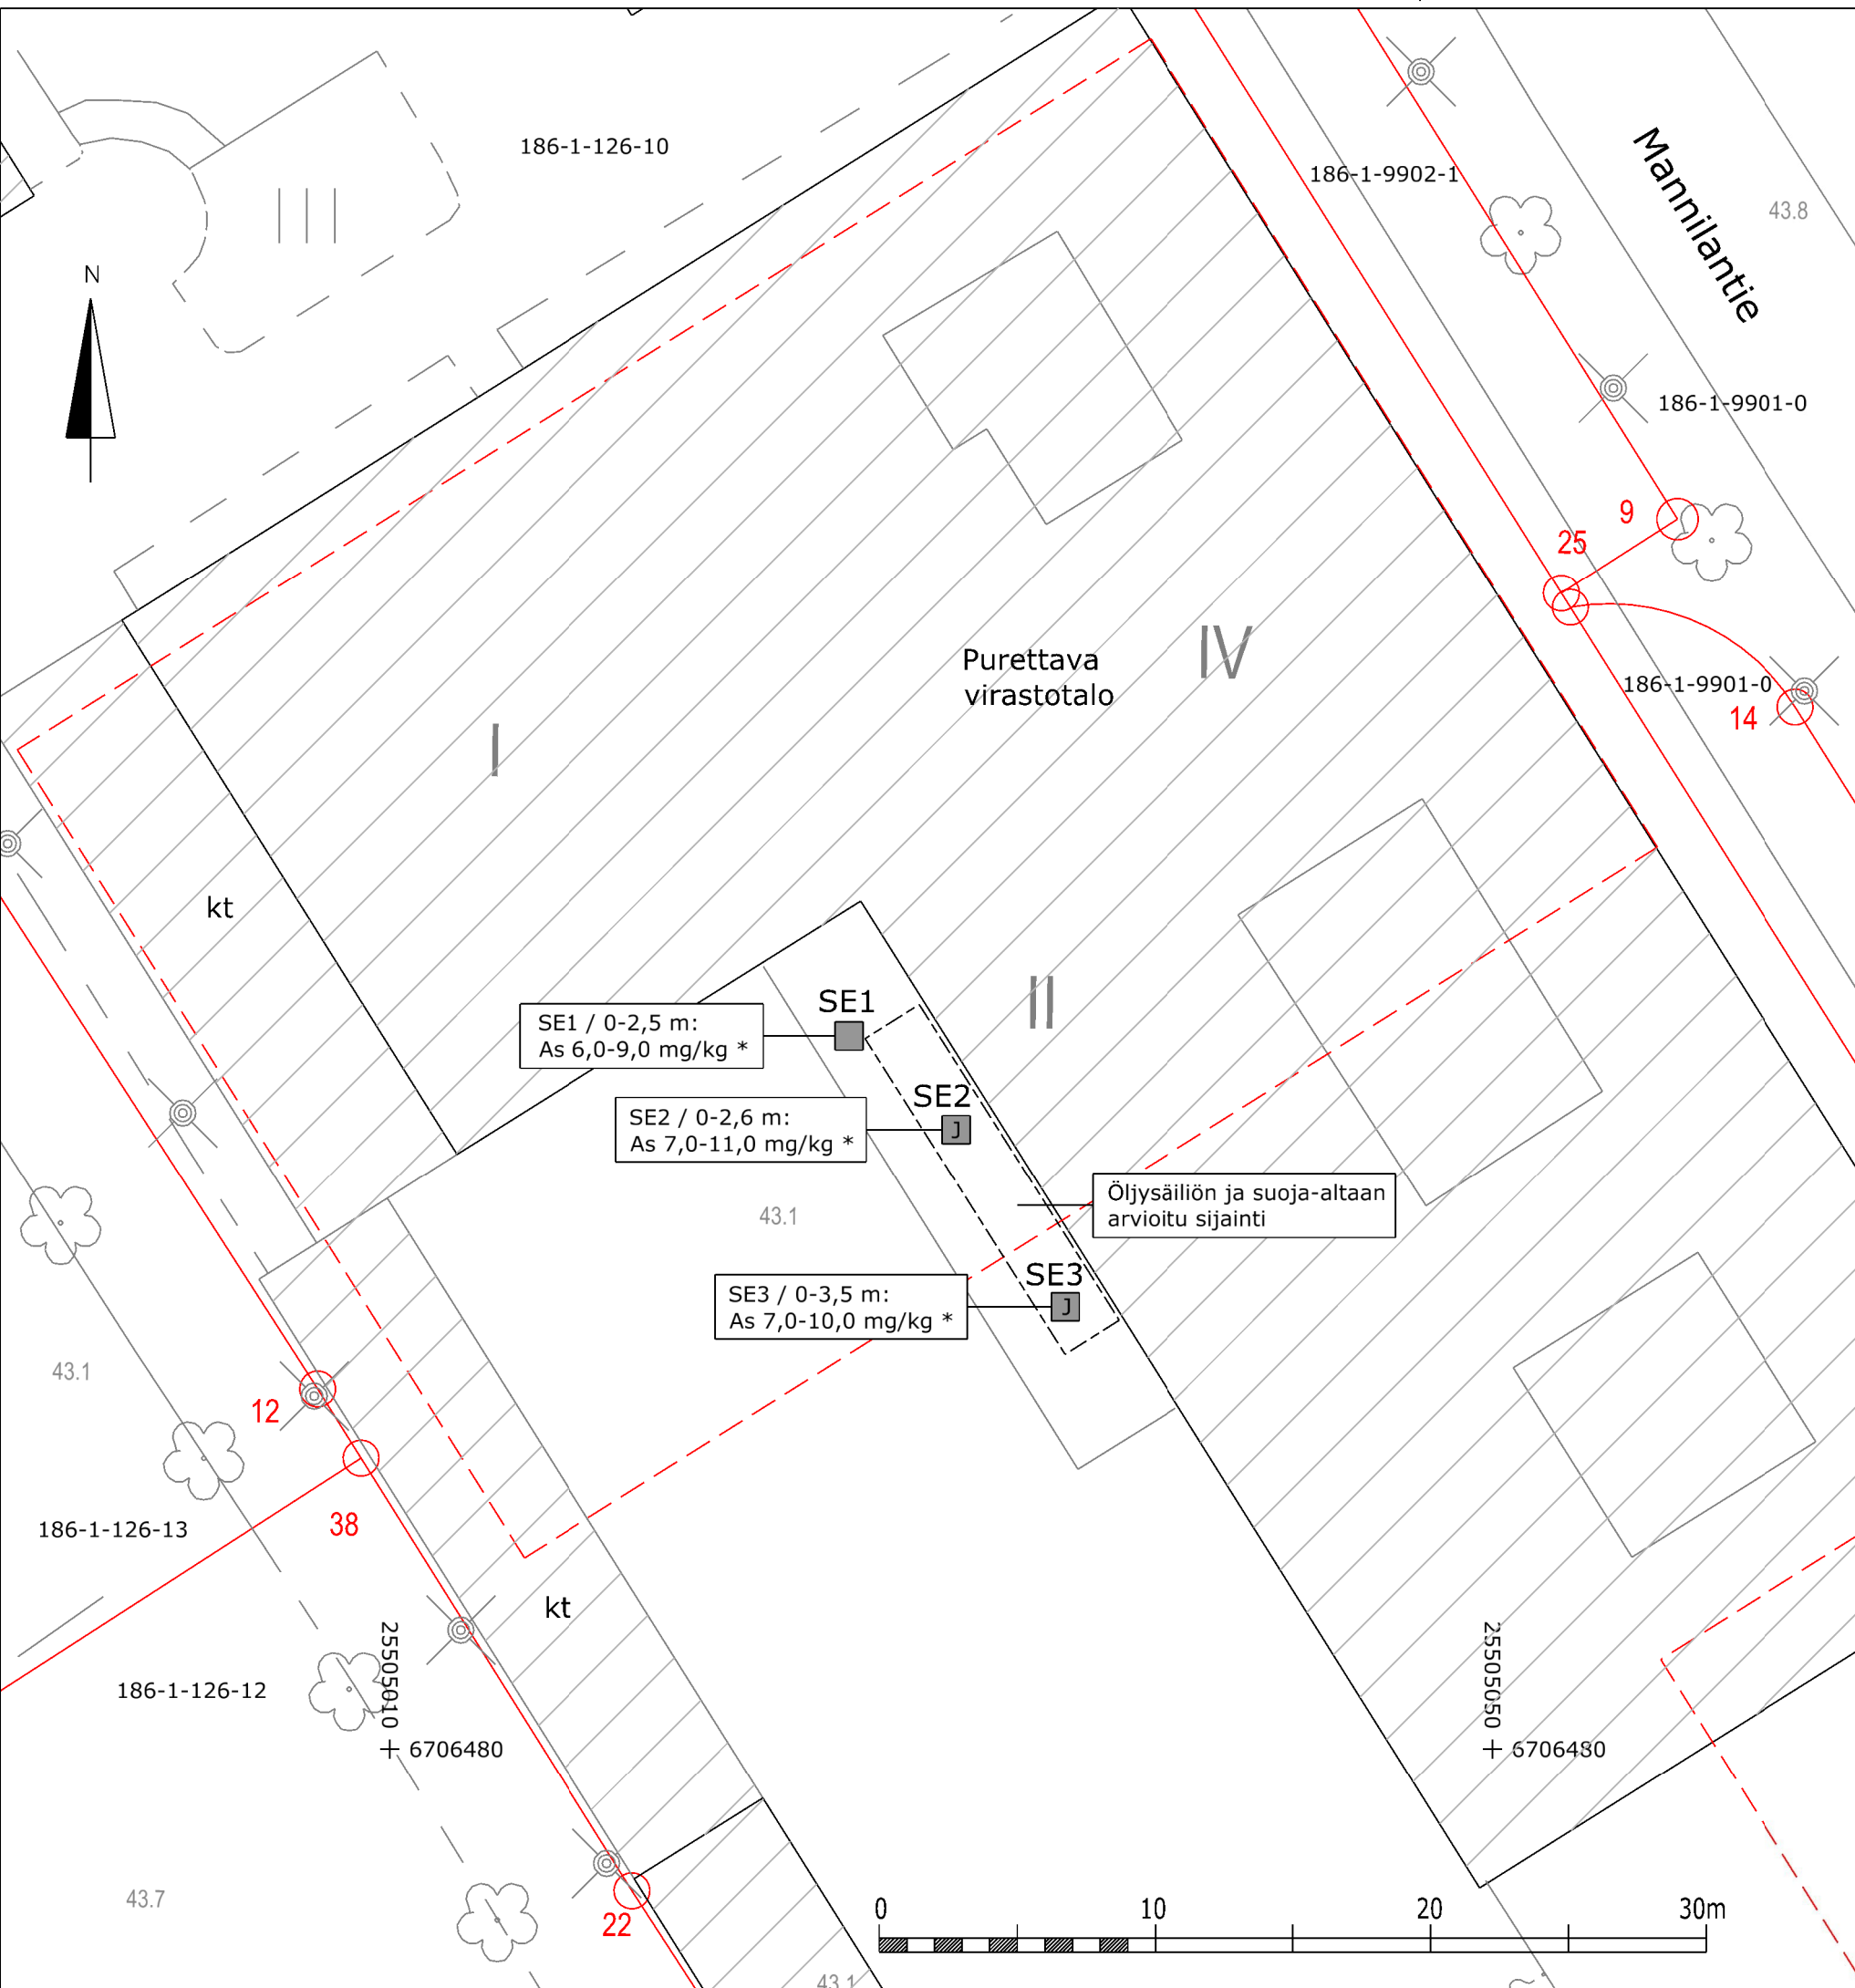 186-1-126-10
186-1-9902-1
Mannilantie
43.8
N
186-1-9901-0
9
25
Purettava
virastotalo
IV
186-1-9901-0
14
I
kt
II
SE1
SE1 / 0-2,5 m:
As 6,0-9,0 mg/kg *
SE2
SE2 / 0-2,6 m:
As 7,0-11,0 mg/kg *
J
Öljysäiliön ja suoja-altaan
arvioitu sijainti
43.1
SE3
SE3 / 0-3,5 m:
As 7,0-10,0 mg/kg *
J
43.1
12
38
186-1-126-13
kt
186-1-126-12
25505010
6706480
25505050
6706480
43.7
22
0 10 20 30m
43.1